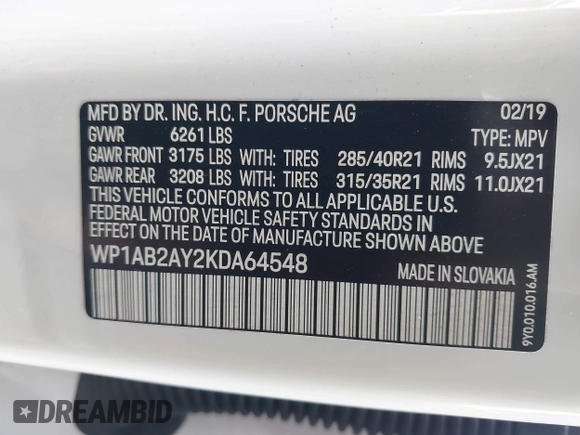 MFD BY DR. ING. H.C. F. PORSCHE AG 02/19
GVWR 6261 LBS TYPE: MPV
GAWR FRONT 3175 LBS WITH: TIRES 285/40R21 RIMS 9.5JX21
GAWR REAR 3208 LBS WITH: TIRES 315/35R21 RIMS 11.0JX21
THIS VEHICLE CONFORMS TO ALL APPLICABLE U.S.
FEDERAL MOTOR VEHICLE SAFETY STANDARDS IN
EFFECT ON THE DATE OF MANUFACTURE SHOWN ABOVE.
WP1AB2AY2KDA64548 MADE IN SLOVAKIA
9Y0.010.016.AM
DREAMBID